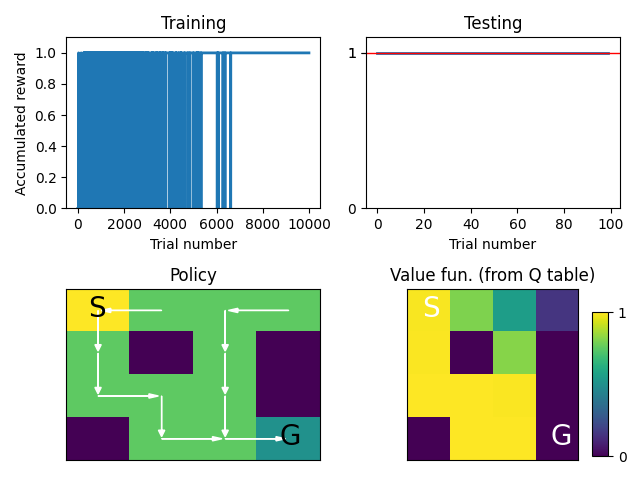 Training
Testing
Accumulated reward
1.0
0.8
0.6
0.4
0.2
0.0
0 2000 4000 6000 8000 10000
Trial number
1
0
0 20 40 60 80 100
Trial number
Policy
Value fun. (from Q table)
S
G
S
G
1
0